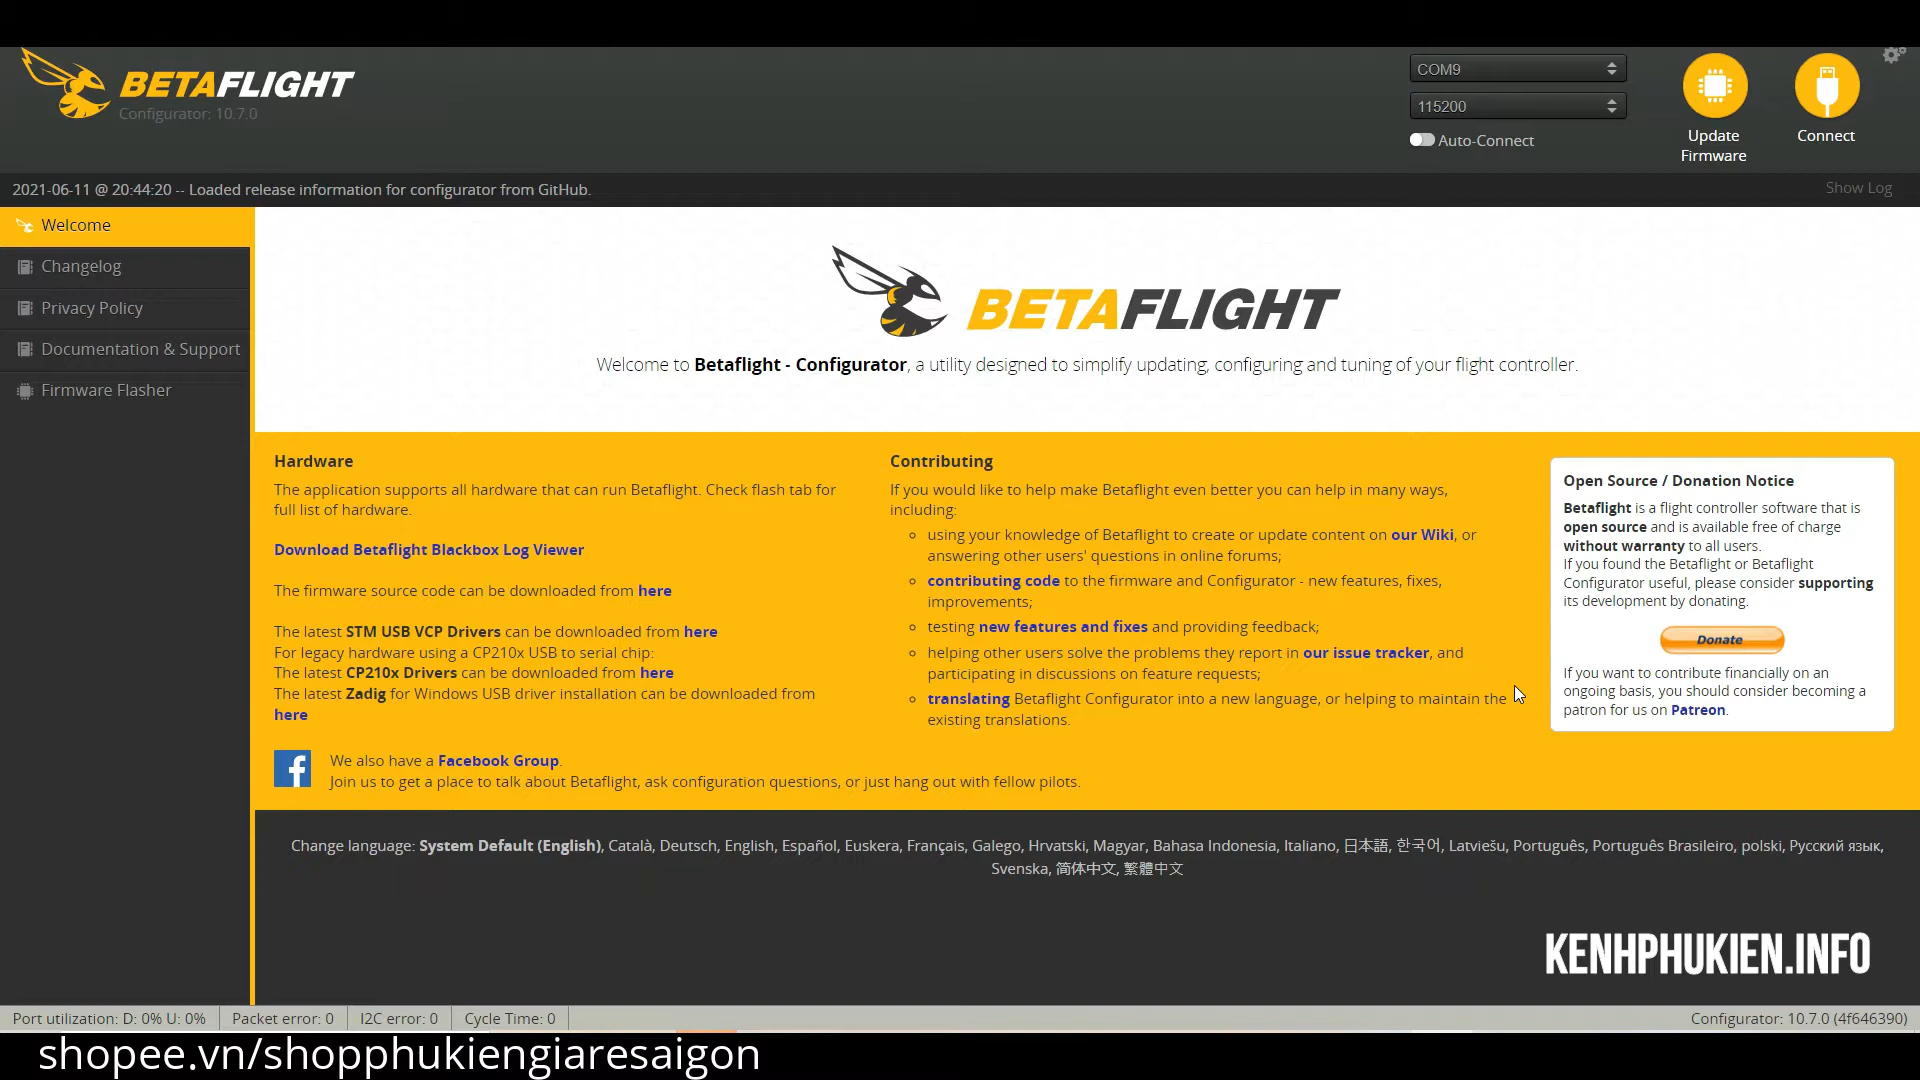 BETAFLIGHT
Configurator: 10.7.0
COM9
115200
Auto-Connect
Update
Firmware
Connect
2021-06-11 @ 20:44:20 -- Loaded release information for configurator from GitHub.
Show Log
Welcome
Changelog
Privacy Policy
Documentation & Support
Firmware Flasher
BETAFLIGHT
Welcome to Betaflight - Configurator, a utility designed to simplify updating, configuring and tuning of your flight controller.
Hardware
The application supports all hardware that can run Betaflight. Check flash tab for
full list of hardware.
Download Betaflight Blackbox Log Viewer
The firmware source code can be downloaded from here
The latest STM USB VCP Drivers can be downloaded from here
For legacy hardware using a CP210x USB to serial chip:
The latest CP210x Drivers can be downloaded from here
The latest Zadig for Windows USB driver installation can be downloaded from
here
We also have a Facebook Group.
Join us to get a place to talk about Betaflight, ask configuration questions, or just hang out with fellow pilots.
Contributing
If you would like to help make Betaflight even better you can help in many ways,
including:
using your knowledge of Betaflight to create or update content on our Wiki, or
answering other users' questions in online forums;
contributing code to the firmware and Configurator - new features, fixes,
improvements;
testing new features and fixes and providing feedback;
helping other users solve the problems they report in our issue tracker, and
participating in discussions on feature requests;
translating Betaflight Configurator into a new language, or helping to maintain the
existing translations.
Open Source / Donation Notice
Betaflight is a flight controller software that is
open source and is available free of charge
without warranty to all users.
If you found the Betaflight or Betaflight
Configurator useful, please consider supporting
its development by donating.
Donate
If you want to contribute financially on an
ongoing basis, you should consider becoming a
patron for us on Patreon.
Change language: System Default (English), Català, Deutsch, English, Español, Euskera, Français, Galego, Hrvatski, Magyar, Bahasa Indonesia, Italiano, 日本語, 한국어, Latviešu, Português, Português Brasileiro, polski, Русский язык,
Svenska, 简体中文, 繁體中文
KENHPHUKIEN.INFO
Port utilization: D: 0% U: 0%
Packet error: 0
I2C error: 0
Cycle Time: 0
Configurator: 10.7.0 (4f646390)
shopee.vn/shopphukiengiaresaigon